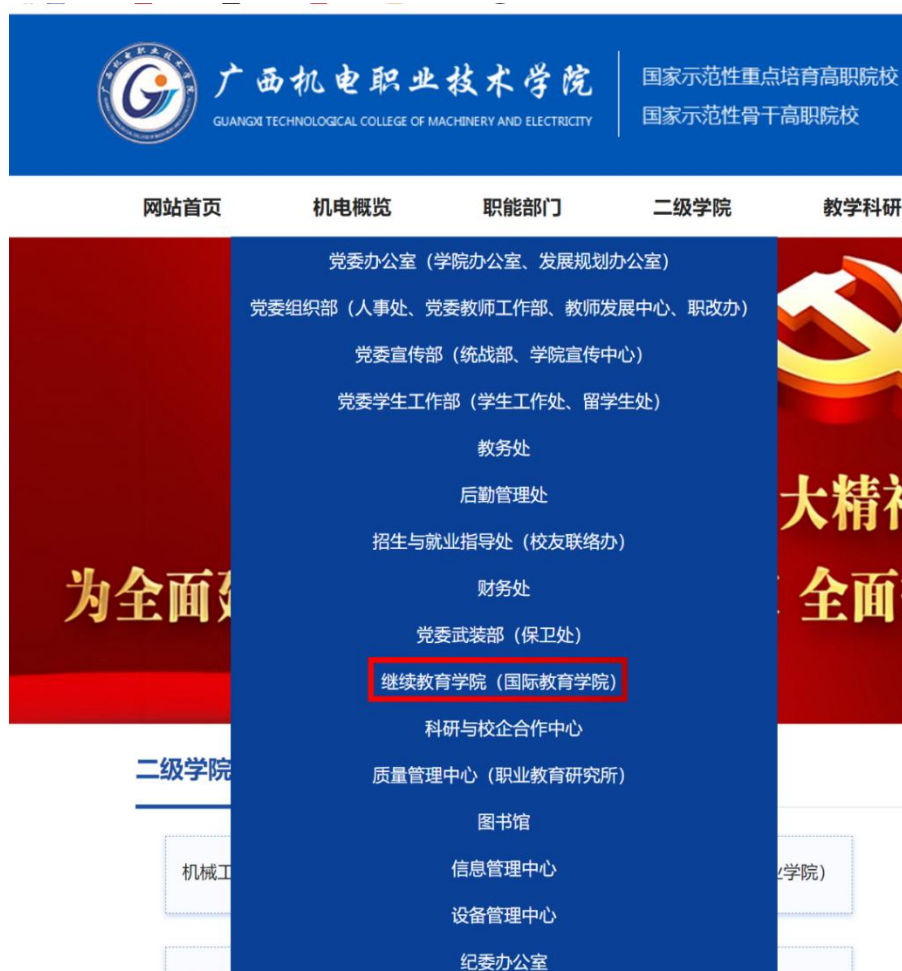 广西机电职业技术学院
GUANGXI TECHNOLOGICAL COLLEGE OF MACHINERY AND ELECTRICITY
国家示范性重点培育高职院校
国家示范性骨干高职院校
网站首页 机电概览 职能部门 二级学院 教学科研
党委办公室（学院办公室、发展规划办公室）
党委组织部（人事处、党委教师工作部、教师发展中心、职改办）
党委宣传部（统战部、学院宣传中心）
党委学生工作部（学生工作处、留学生处）
教务处
后勤管理处
大精神
招生与就业指导处（校友联络办）
财务处
为全面 全面
党委武装部（保卫处）
继续教育学院（国际教育学院）
科研与校企合作中心
二级学院
质量管理中心（职业教育研究所）
图书馆
机械工 信息管理中心 业学院）
设备管理中心
纪委办公室